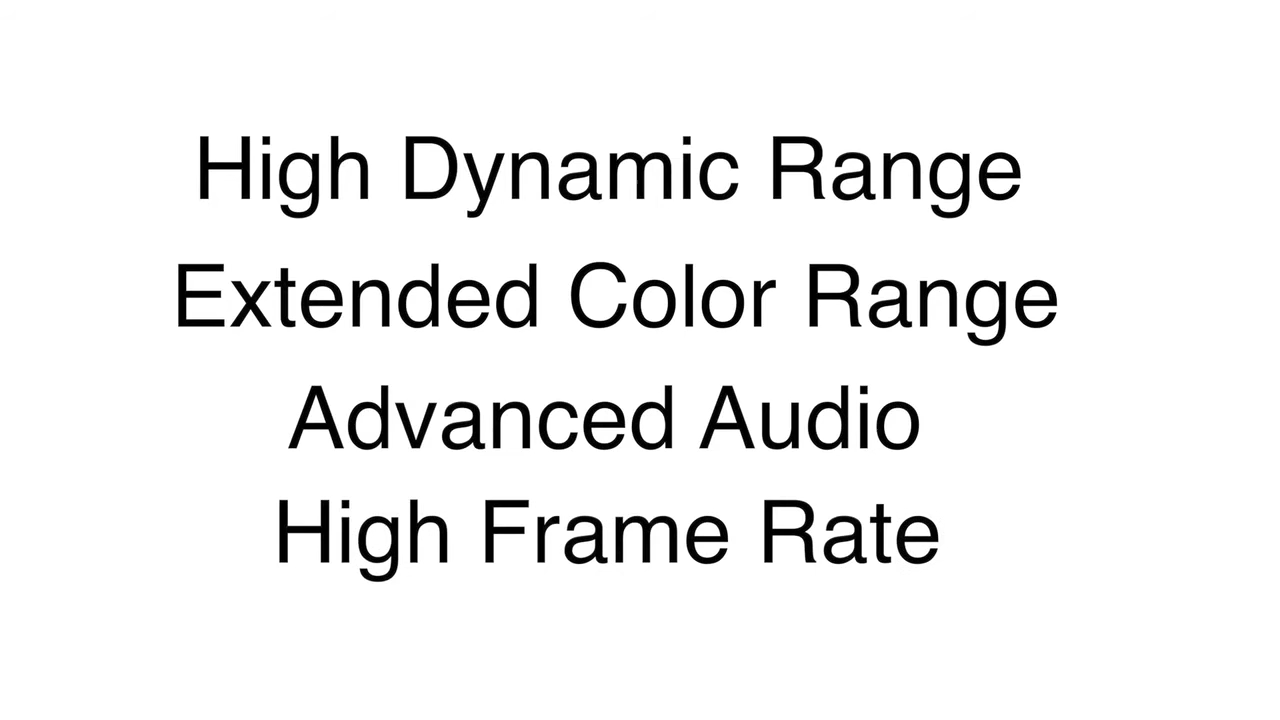 High Dynamic Range
Extended Color Range
Advanced Audio
High Frame Rate